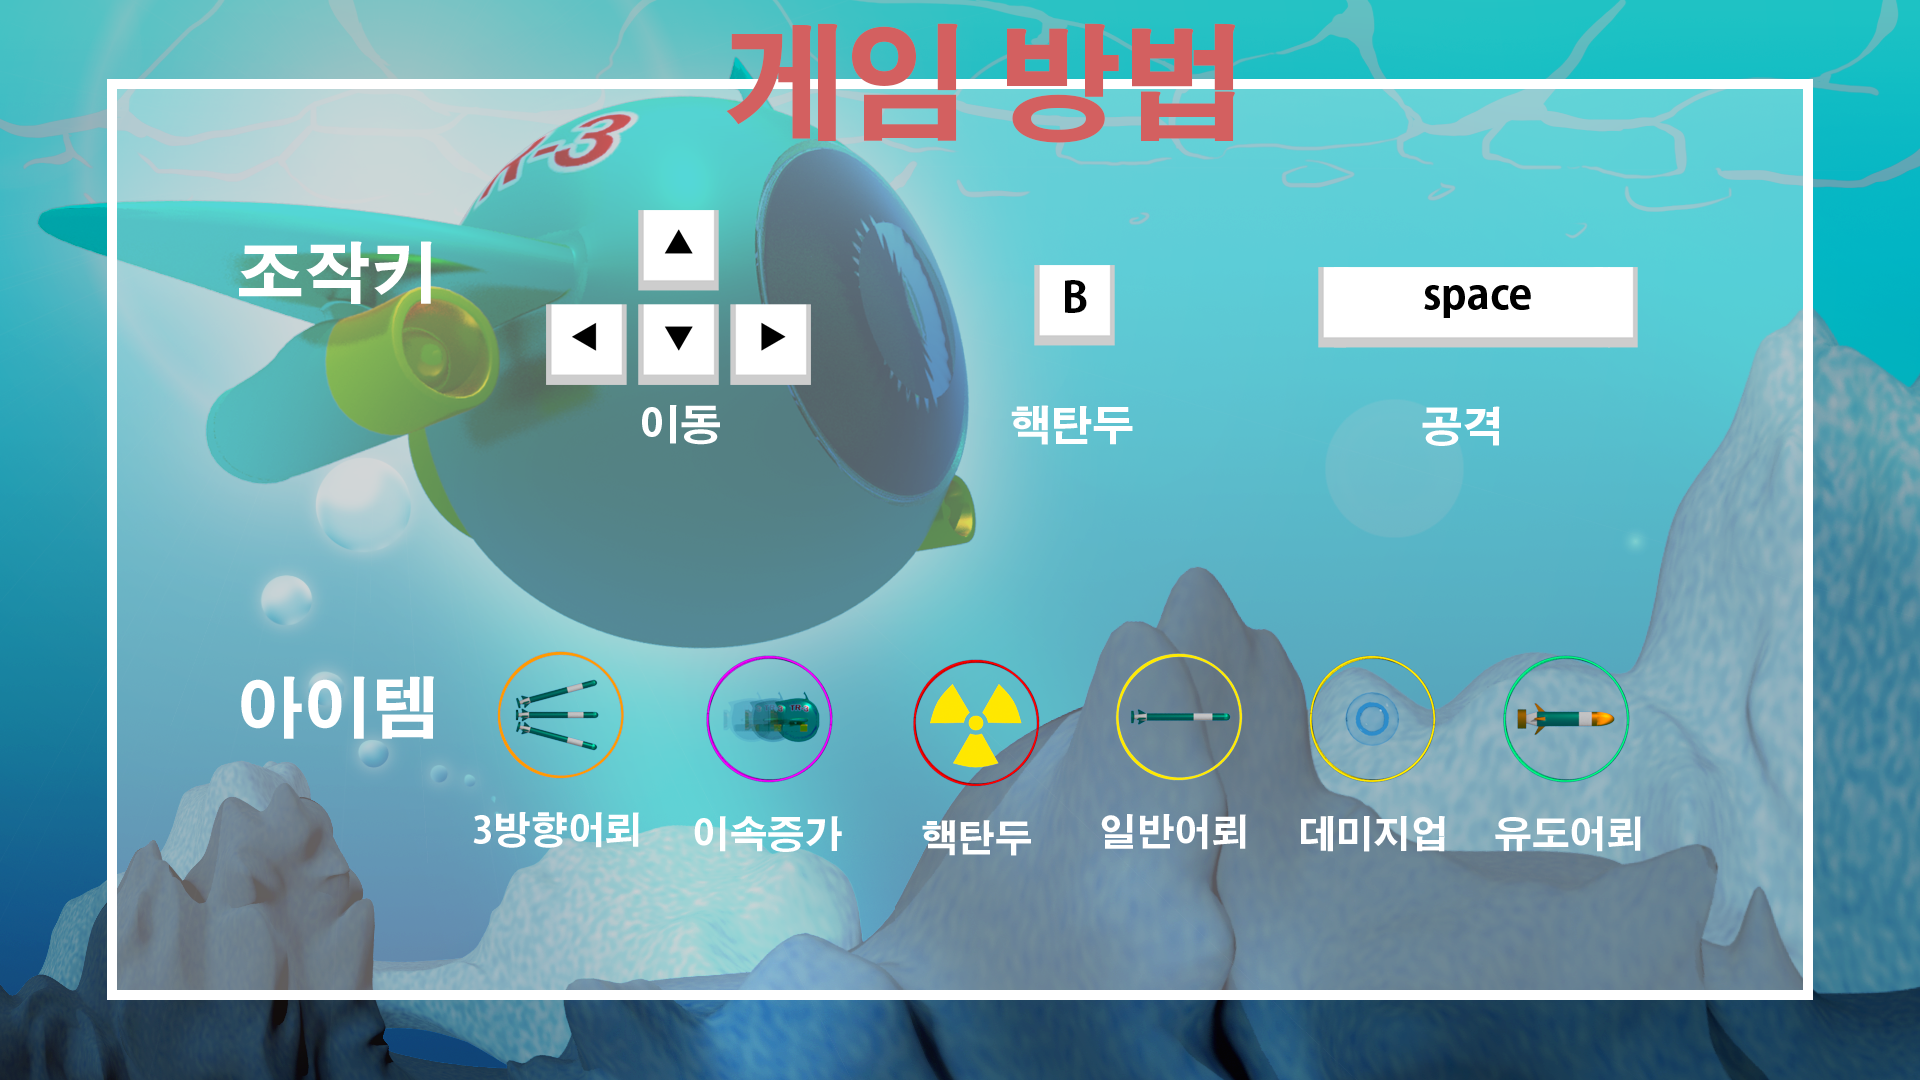 게임 방법
-3
조작키
▲
◀ ▼ ▶
이동
B
핵탄두
space
공격
아이템
3방향어뢰
이속증가
핵탄두
일반어뢰
데미지업
유도어뢰